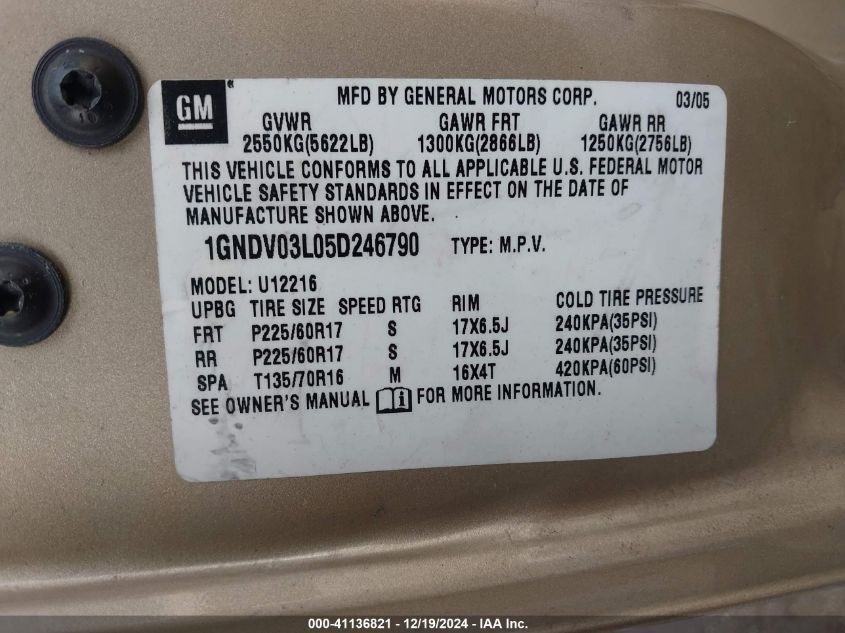 GM
MFD BY GENERAL MOTORS CORP. 03/05
GVWR GAWR FRT GAWR RR
2550KG(5622LB) 1300KG(2866LB) 1250KG(2756LB)
THIS VEHICLE CONFORMS TO ALL APPLICABLE U.S. FEDERAL MOTOR
VEHICLE SAFETY STANDARDS IN EFFECT ON THE DATE OF
MANUFACTURE SHOWN ABOVE.
1GNDV03L05D246790 TYPE: M.P.V.
MODEL: U12216
UPBG TIRE SIZE SPEED RTG RIM COLD TIRE PRESSURE
FRT P225/60R17 S 17X6.5J 240KPA(35PSI)
RR P225/60R17 S 17X6.5J 240KPA(35PSI)
SPA T135/70R16 M 16X4T 420KPA(60PSI)
SEE OWNER'S MANUAL FOR MORE INFORMATION.
000-41136821 / 12/19/2024 - IAA Inc.